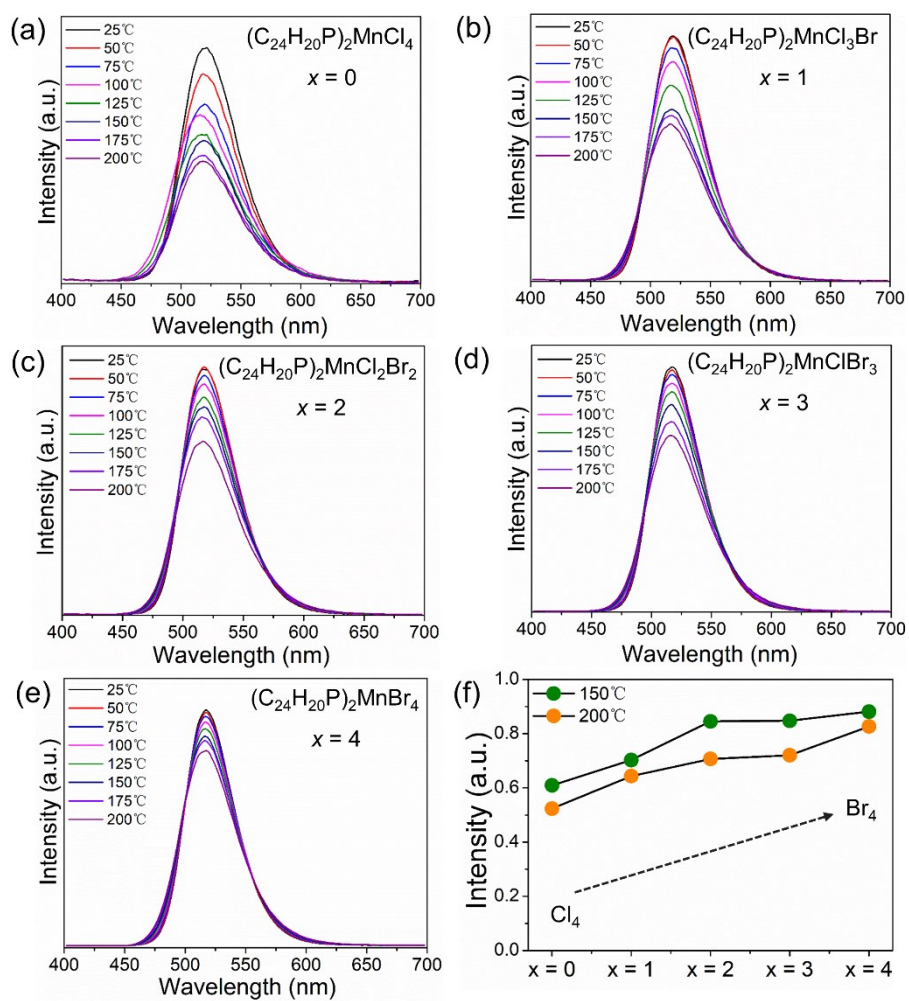 (a)
25℃
50℃
75℃
100℃
125℃
150℃
175℃
200℃
(C₂₄H₂₀P)₂MnCl₄
x = 0
Intensity (a.u.)
400 450 500 550 600 650 700
Wavelength (nm)
(b)
25℃
50℃
75℃
100℃
125℃
150℃
175℃
200℃
(C₂₄H₂₀P)₂MnCl₃Br
x = 1
Intensity (a.u.)
400 450 500 550 600 650 700
Wavelength (nm)
(c)
25℃
50℃
75℃
100℃
125℃
150℃
175℃
200℃
(C₂₄H₂₀P)₂MnCl₂Br₂
x = 2
Intensity (a.u.)
400 450 500 550 600 650 700
Wavelength (nm)
(d)
25℃
50℃
75℃
100℃
125℃
150℃
175℃
200℃
(C₂₄H₂₀P)₂MnClBr₃
x = 3
Intensity (a.u.)
400 450 500 550 600 650 700
Wavelength (nm)
(e)
25℃
50℃
75℃
100℃
125℃
150℃
175℃
200℃
(C₂₄H₂₀P)₂MnBr₄
x = 4
Intensity (a.u.)
400 450 500 550 600 650 700
Wavelength (nm)
(f)
150℃
200℃
Intensity (a.u.)
1.0
0.8
0.6
0.4
0.2
0.0
Br₄
Cl₄
x = 0 x = 1 x = 2 x = 3 x = 4